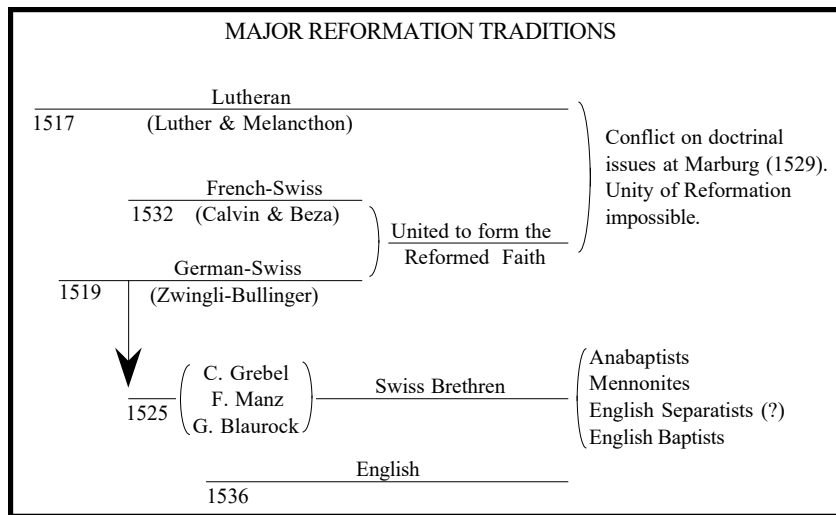 MAJOR REFORMATION TRADITIONS
Lutheran
1517
(Luther & Melancthon)
Conflict on doctrinal
issues at Marburg (1529).
Unity of Reformation
impossible.
French-Swiss
1532
(Calvin & Beza)
United to form the
Reformed Faith
German-Swiss
1519
(Zwingli-Bullinger)
1525
C. Grebel
F. Manz
G. Blaurock
Swiss Brethren
Anabaptists
Mennonites
English Separatists (?)
English Baptists
English
1536